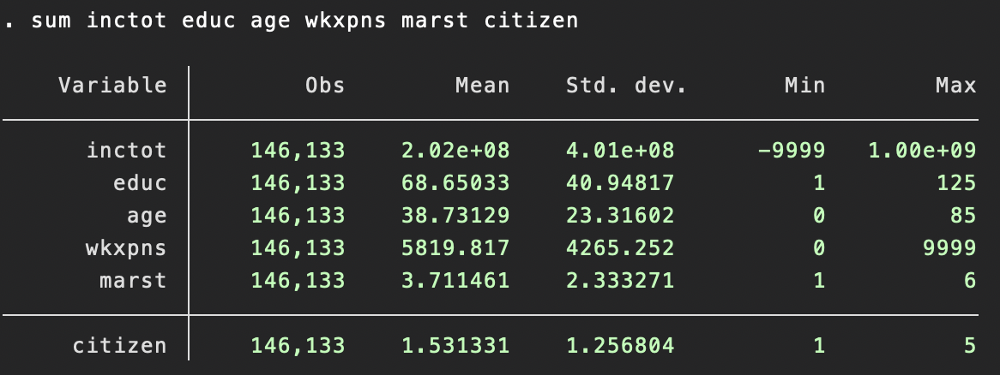 . sum inctot educ age wkxpns marst citizen
Variable | Obs Mean Std. dev. Min Max
inctot | 146,133 2.02e+08 4.01e+08 -9999 1.00e+09
educ | 146,133 68.65033 40.94817 1 125
age | 146,133 38.73129 23.31602 0 85
wkxpns | 146,133 5819.817 4265.252 0 9999
marst | 146,133 3.711461 2.333271 1 6
citizen | 146,133 1.531331 1.256804 1 5